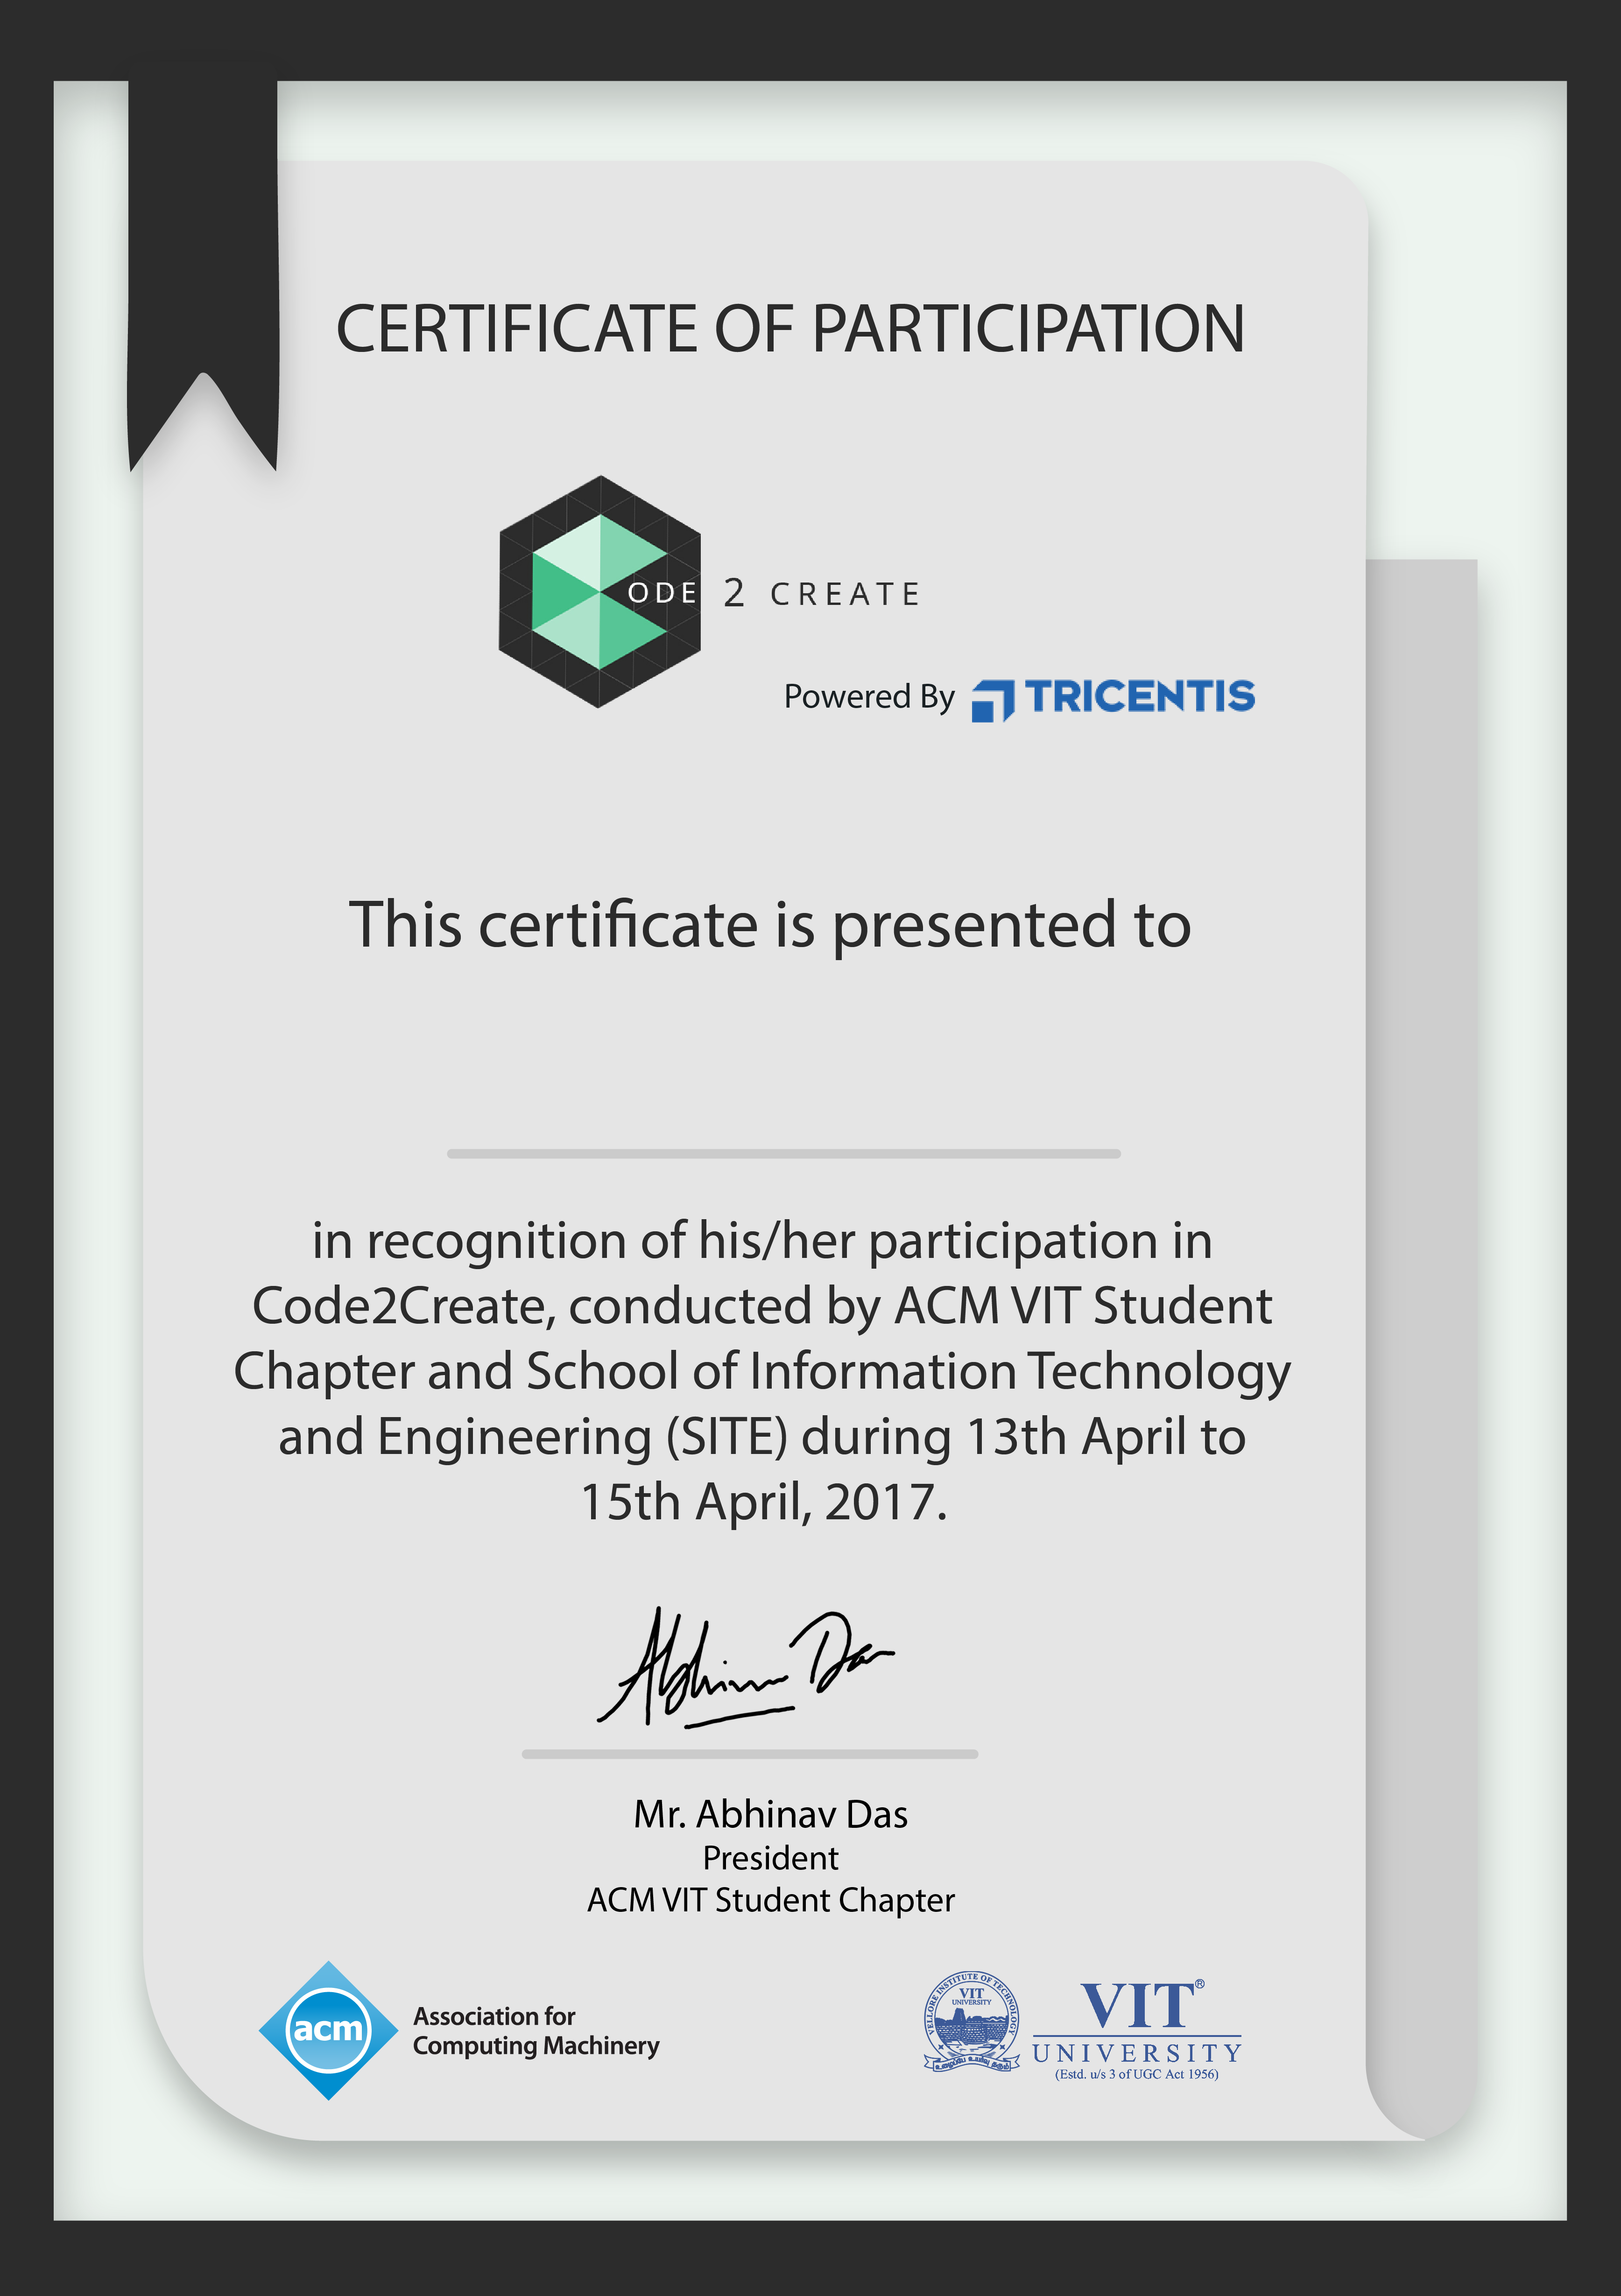 CERTIFICATE OF PARTICIPATION
ODE 2 CREATE
Powered By TRICENTIS
This certificate is presented to
in recognition of his/her participation in
Code2Create, conducted by ACM VIT Student
Chapter and School of Information Technology
and Engineering (SITE) during 13th April to
15th April, 2017.
Abhinav Das
Mr. Abhinav Das
President
ACM VIT Student Chapter
acm
Association for
Computing Machinery
VELLORE INSTITUTE OF TECHNOLOGY
VIT
UNIVERSITY
VIT®
UNIVERSITY
(Estd. u/s 3 of UGC Act 1956)